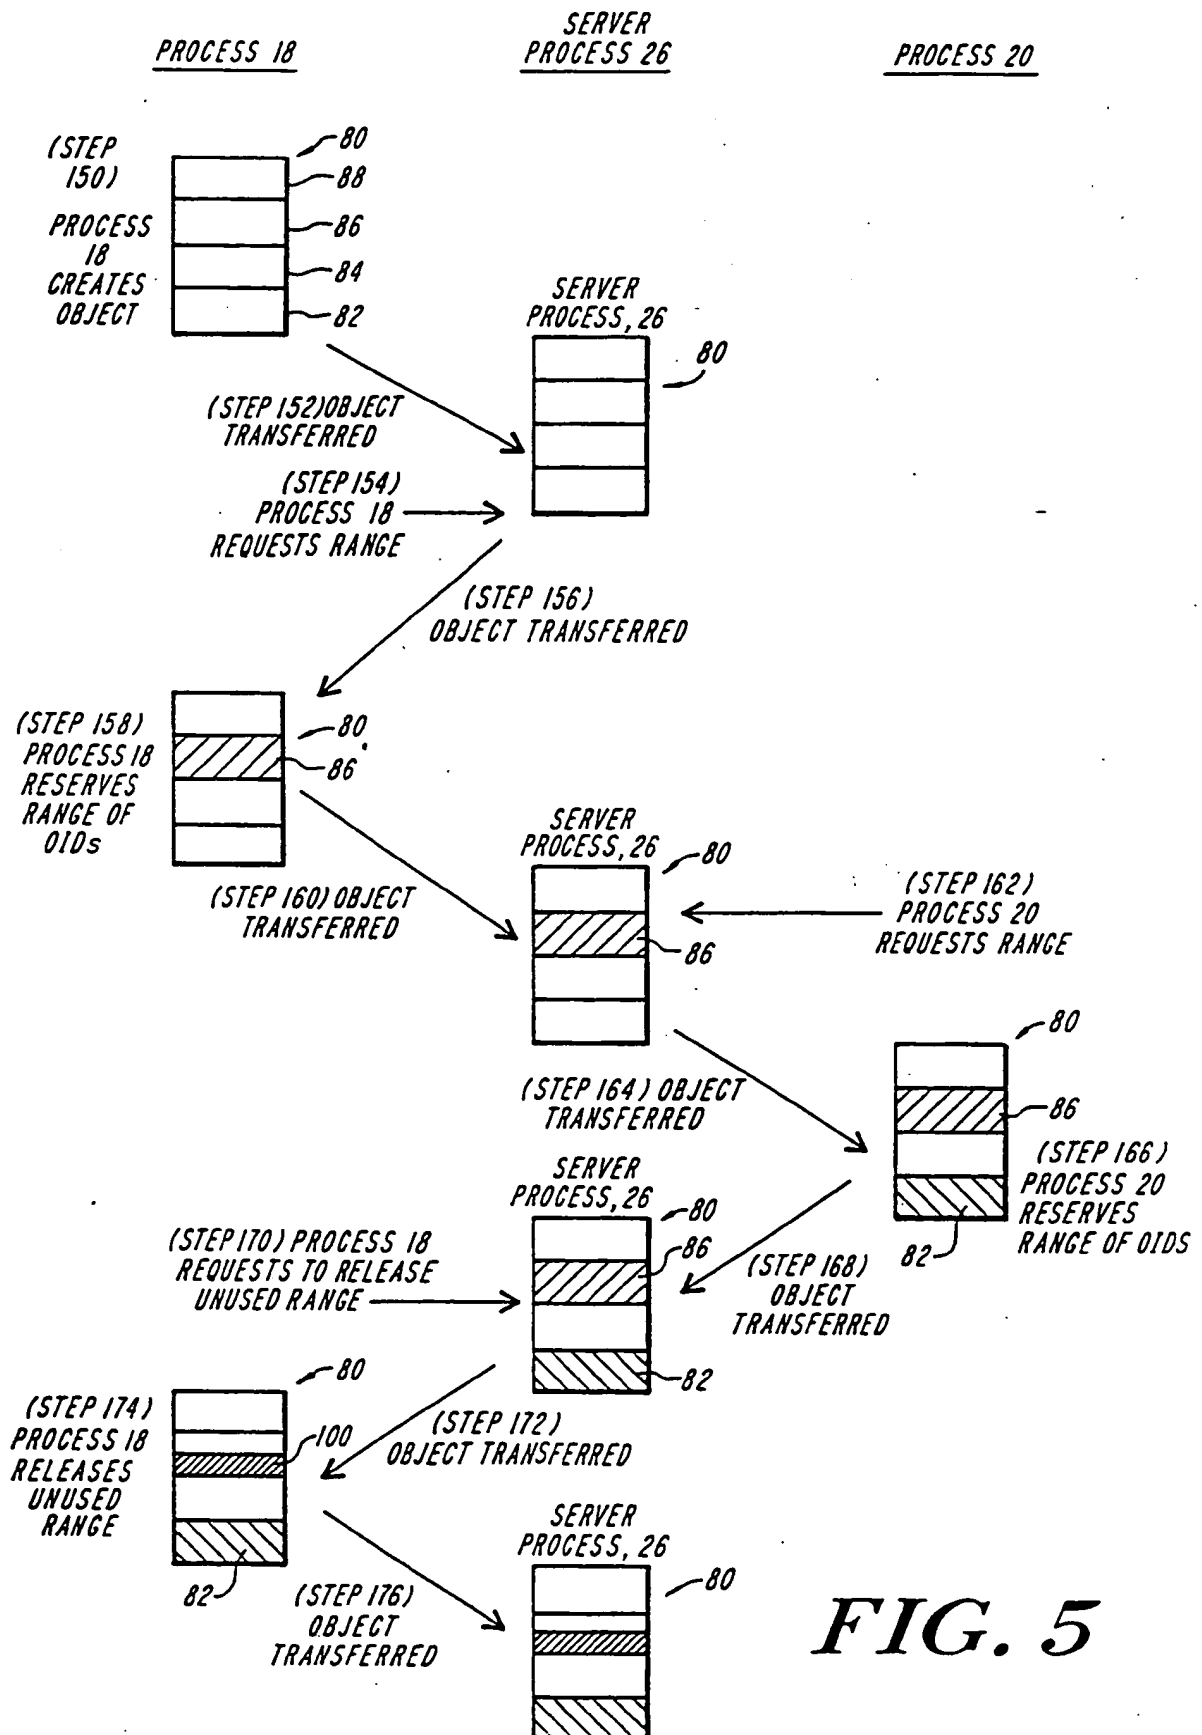 PROCESS 18
SERVER
PROCESS 26
PROCESS 20
(STEP
150)
PROCESS
18
CREATES
OBJECT
80
88
86
84
82
SERVER
PROCESS, 26
80
(STEP 152) OBJECT
TRANSFERRED
(STEP 154)
PROCESS 18
REQUESTS RANGE
(STEP 156)
OBJECT TRANSFERRED
(STEP 158)
PROCESS 18
RESERVES
RANGE OF
OIDs
80
86
(STEP 160) OBJECT
TRANSFERRED
SERVER
PROCESS, 26
80
86
(STEP 162)
PROCESS 20
REQUESTS RANGE
(STEP 164) OBJECT
TRANSFERRED
80
86
82
(STEP 166)
PROCESS 20
RESERVES
RANGE OF OIDS
SERVER
PROCESS, 26
80
86
82
(STEP 168)
OBJECT
TRANSFERRED
(STEP 170) PROCESS 18
REQUESTS TO RELEASE
UNUSED RANGE
(STEP 172)
OBJECT TRANSFERRED
(STEP 174)
PROCESS 18
RELEASES
UNUSED
RANGE
80
100
82
(STEP 176)
OBJECT
TRANSFERRED
SERVER
PROCESS, 26
80
FIG. 5